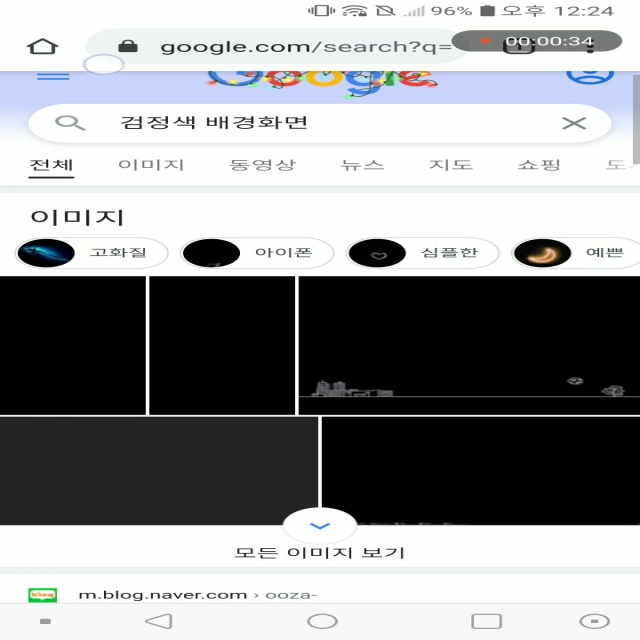 96% 오후 12:24
google.com/search?q=
00:00:34
Google
검정색 배경화면
전체 이미지 동영상 뉴스 지도 쇼핑
이미지
고화질 아이폰 심플한 예쁜
모든 이미지 보기
m.blog.naver.com › ooza-